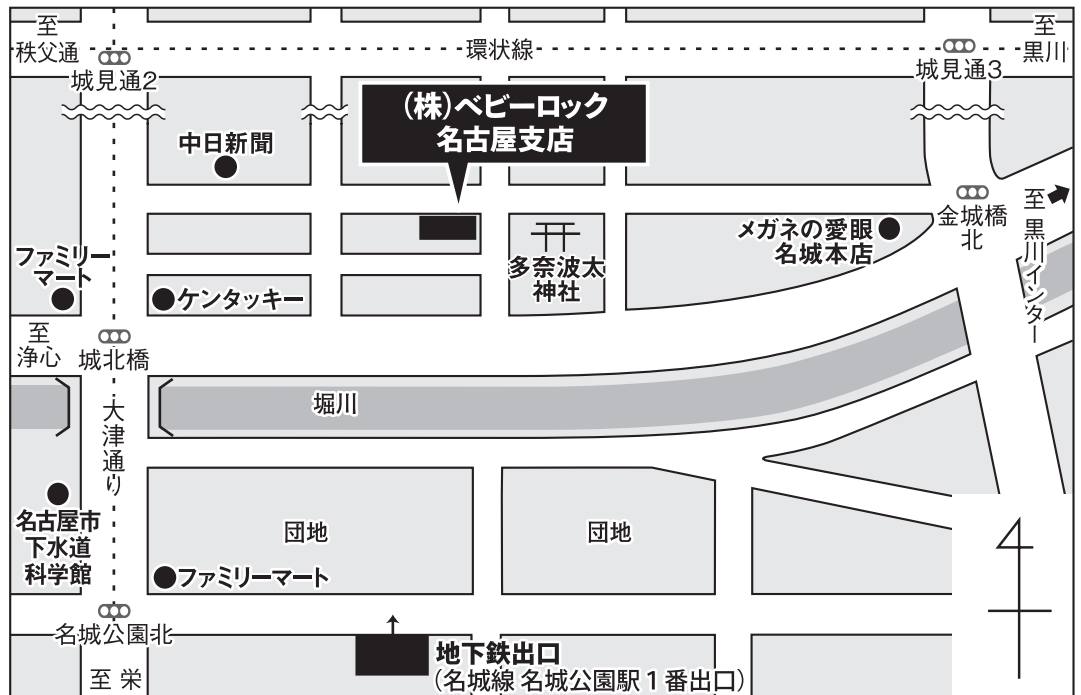 至
秩父通
城見通2
環状線
城見通3
至
黒川
(株)ベビーロック
名古屋支店
中日新聞
金城橋
北
至黒川インター
メガネの愛眼
名城本店
多奈波太
神社
ファミリー
マート
ケンタッキー
至
浄心
城北橋
堀川
大津通り
名古屋市
下水道
科学館
団地
団地
ファミリーマート
名城公園北
至 栄
地下鉄出口
(名城線 名城公園駅1番出口)